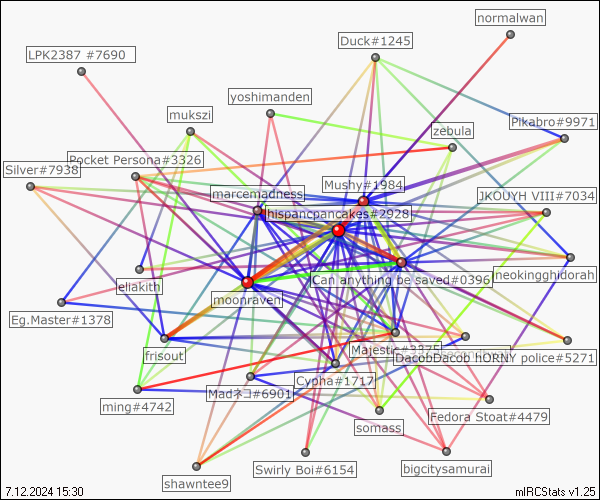 normalwan
Duck#1245
LPK2387 #7690
yoshimanden
mukszi
Pixabro#9971
zebula
Pocket Persona#3326
Silver#7938
Mushy#1984
marcemadness
JKOUYH VIII#7034
hispancpancakes#2928
neokingghidorah
Can anything be saved#0396
eliakith
moonraven
Eg.Master#1378
Majestic#3275
frisout
DacobDacob hORNY police#5271
Cypha#1717
Madネコ#6901
ming#4742
Fedora Stoat#4479
somass
bigcitysamurai
Swirly Boi#6154
shawntee9
7.12.2024 15:30
mIRCStats v1.25